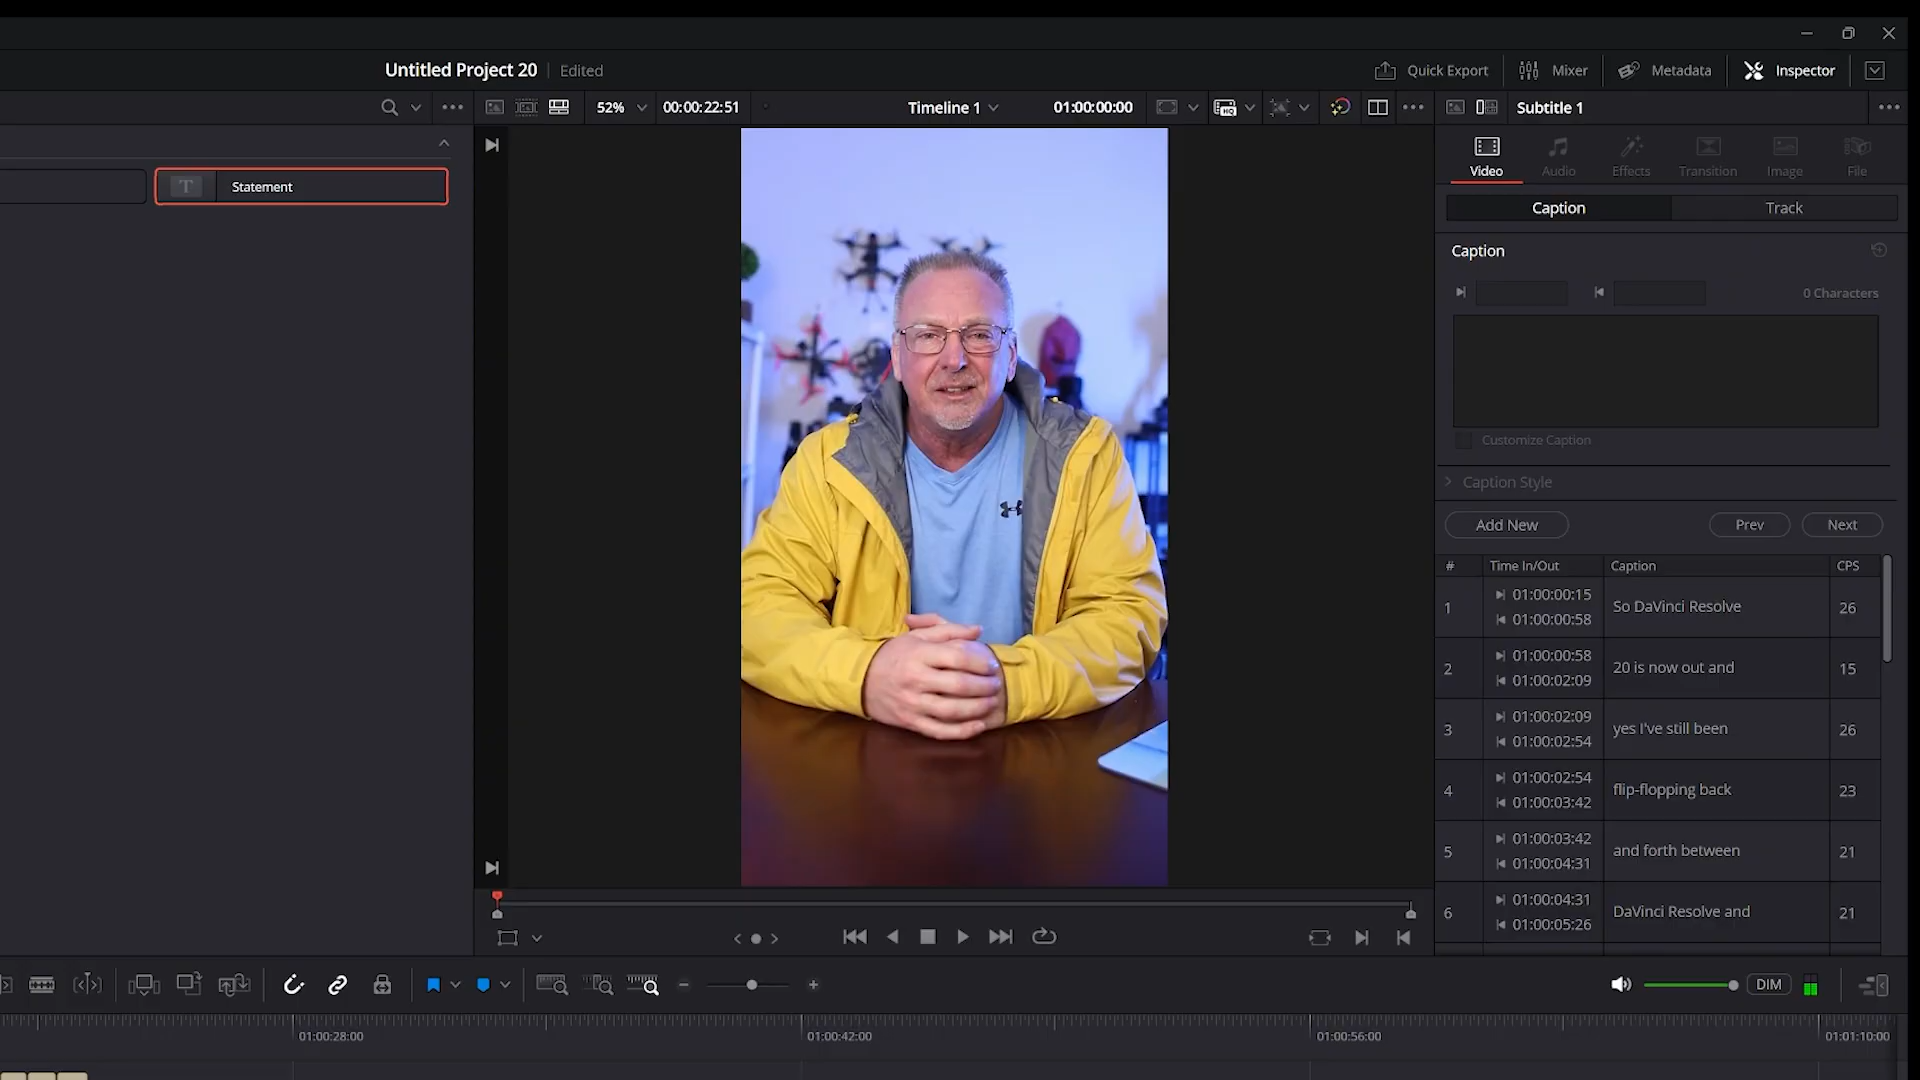 Untitled Project 20
Edited
Quick Export
Mixer
Metadata
Inspector
52%
00:00:22:51
Timeline 1
01:00:00:00
Subtitle 1
T
Statement
Video
Audio
Effects
Transition
Image
File
Caption
Track
Caption
0 Characters
Customize Caption
Caption Style
Add New
Prev
Next
# Time In/Out Caption CPS
1 01:00:00:15 So DaVinci Resolve 26
01:00:00:58
2 01:00:00:58 20 is now out and 15
01:00:02:09
3 01:00:02:09 yes I've still been 26
01:00:02:54
4 01:00:02:54 flip-flopping back 23
01:00:03:42
5 01:00:03:42 and forth between 21
01:00:04:31
6 01:00:04:31 DaVinci Resolve and 21
01:00:05:26
DIM
01:00:28:00
01:00:42:00
01:00:56:00
01:01:10:00